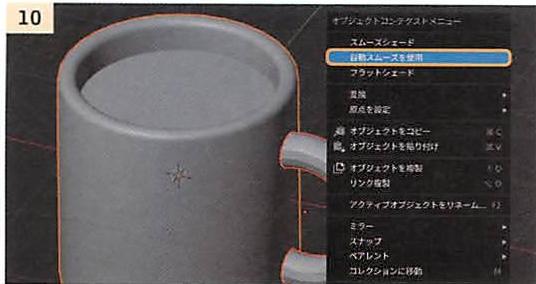 10
オブジェクトコンテクストメニュー
スムーズシェード
自動スムーズを使用
フラットシェード
変換
原点を設定
オブジェクトをコピー ⌘ C
オブジェクトを貼り付け ⌘ V
オブジェクトを複製 ⇧ D
リンク複製 ⌥ D
アクティブオブジェクトをリネーム... F2
ミラー
スナップ
ペアレント
コレクションに移動 M